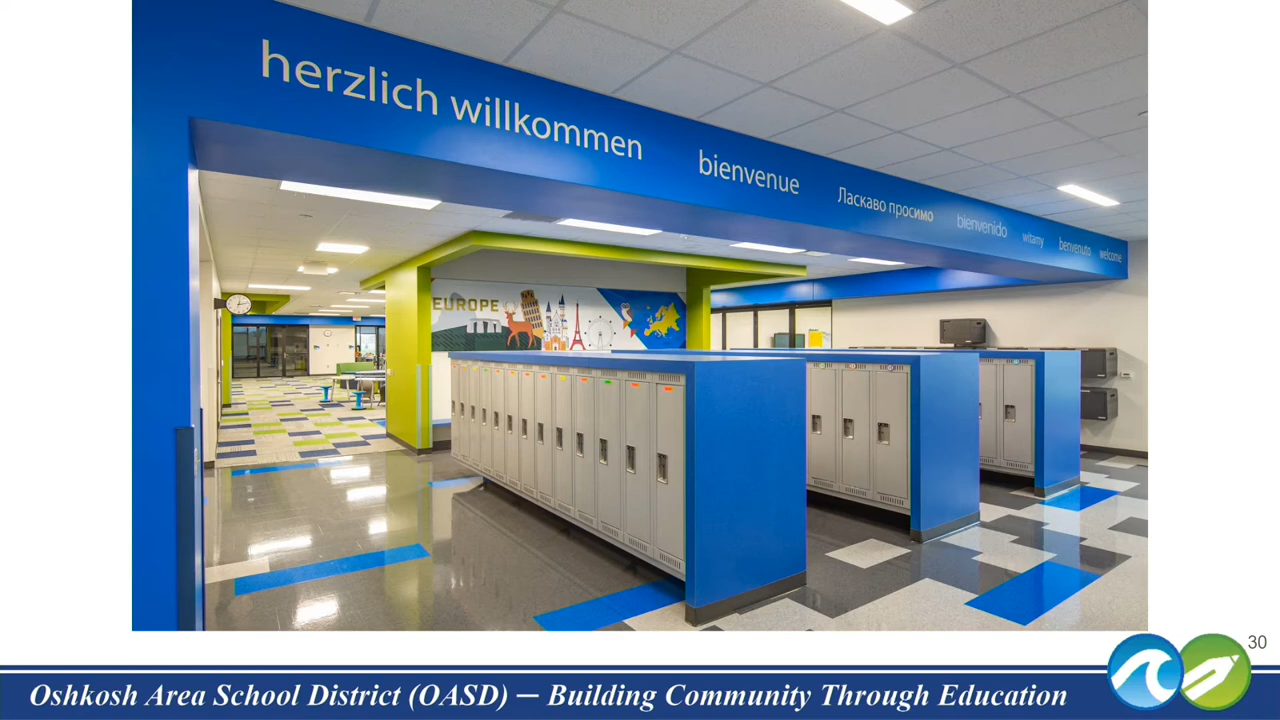 herzlich willkommen
bienvenue
Ласкаво просимо
bienvenido
witamy
benvenuto
welcome
EUROPE
30
Oshkosh Area School District (OASD) — Building Community Through Education